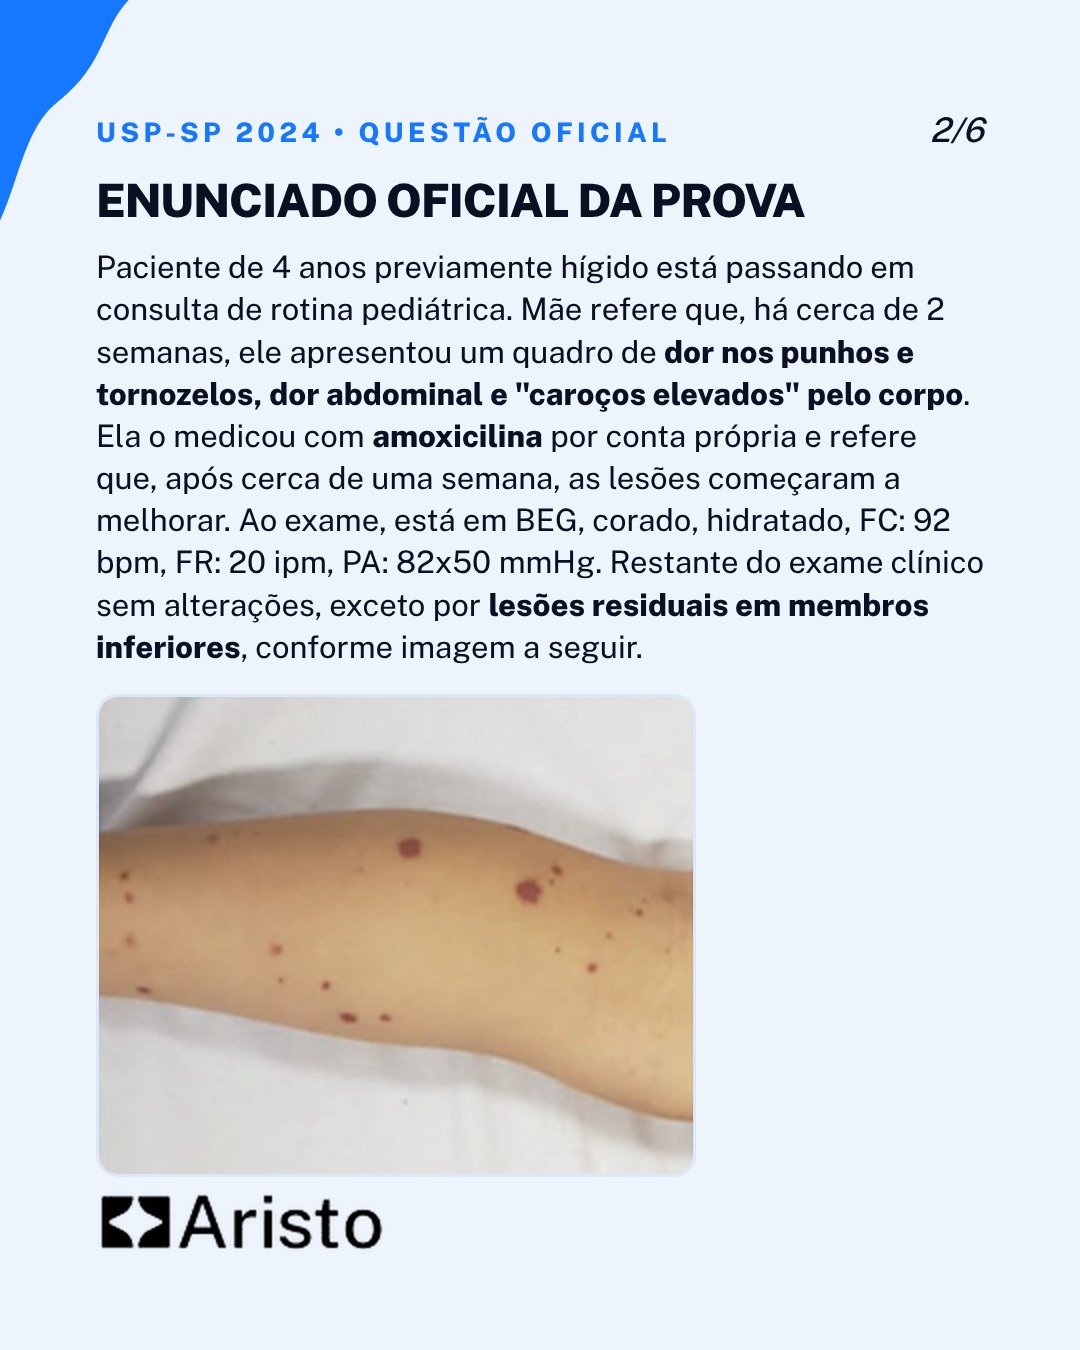 USP-SP 2024 • QUESTÃO OFICIAL
2/6
ENUNCIADO OFICIAL DA PROVA
Paciente de 4 anos previamente hígido está passando em
consulta de rotina pediátrica. Mãe refere que, há cerca de 2
semanas, ele apresentou um quadro de dor nos punhos e
tornozelos, dor abdominal e "caroços elevados" pelo corpo.
Ela o medicou com amoxicilina por conta própria e refere
que, após cerca de uma semana, as lesões começaram a
melhorar. Ao exame, está em BEG, corado, hidratado, FC: 92
bpm, FR: 20 ipm, PA: 82x50 mmHg. Restante do exame clínico
sem alterações, exceto por lesões residuais em membros
inferiores, conforme imagem a seguir.
Aristo